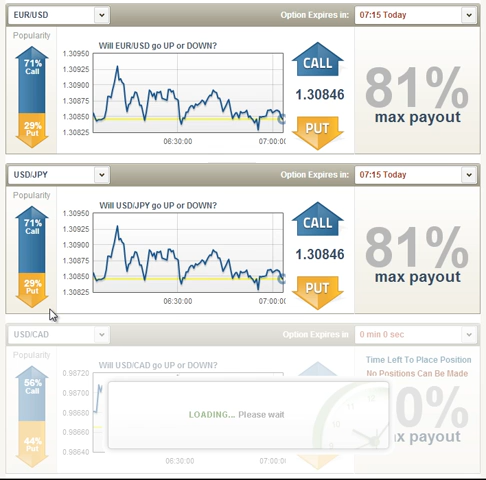 EUR/USD
Option Expires in:
07:15 Today
Popularity
71%
Call
29%
Put
Will EUR/USD go UP or DOWN?
1.30950
1.30925
1.30900
1.30875
1.30850
1.30825
06:30:00
07:00:00
CALL
1.30846
PUT
81%
max payout
USD/JPY
Option Expires in:
07:15 Today
Popularity
71%
Call
29%
Put
Will USD/JPY go UP or DOWN?
1.30950
1.30925
1.30900
1.30875
1.30850
1.30825
06:30:00
07:00:00
CALL
1.30846
PUT
81%
max payout
USD/CAD
Option Expires in
0 min 0 sec
Popularity
56%
Call
44%
Put
Will USD/CAD go UP or DOWN?
0.98720
0.98700
0.98680
0.98660
0.98640
06:30:00
07:00:00
LOADING... Please wait
Time Left To Place Position
No Positions Can Be Made
0%
max payout